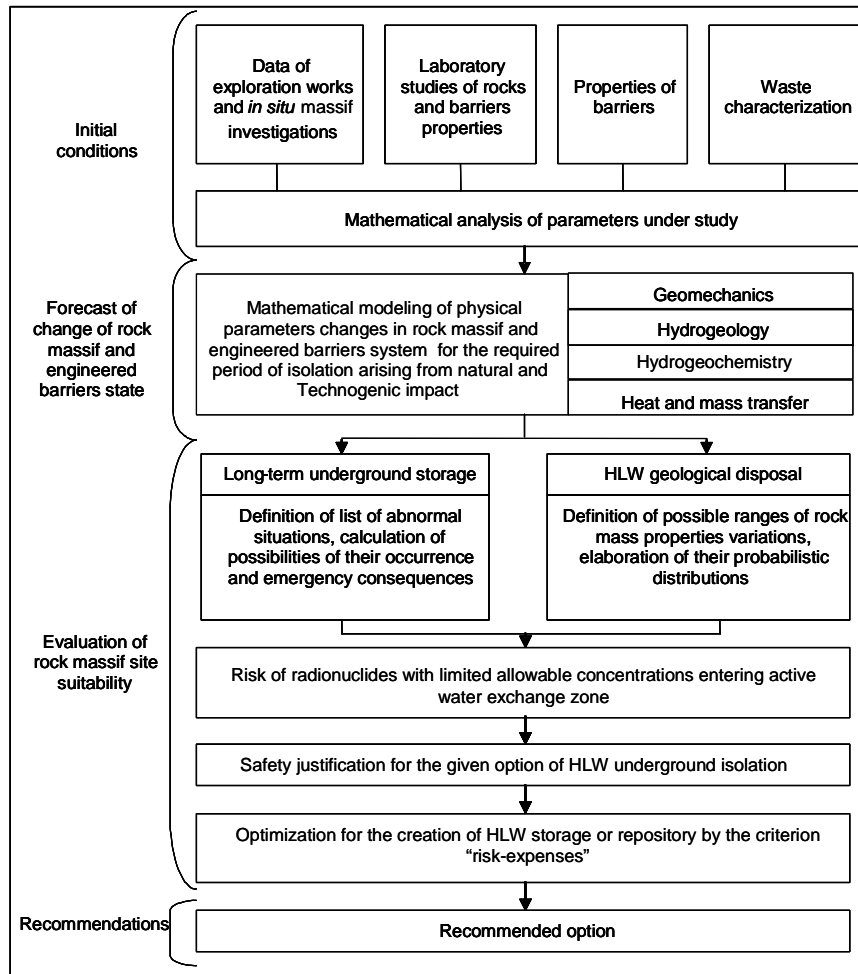 Initial
conditions
Data of
exploration works
and in situ massif
investigations
Laboratory
studies of rocks
and barriers
properties
Properties
of barriers
Waste
characterization
Mathematical analysis of parameters under study
Forecast of
change of rock
massif and
engineered
barriers state
Mathematical modeling of physical
parameters changes in rock massif and
engineered barriers system for the required
period of isolation arising from natural and
Technogenic impact
Geomechanics
Hydrogeology
Hydrogeochemistry
Heat and mass transfer
Evaluation of
rock massif site
suitability
Long-term underground storage
Definition of list of abnormal
situations, calculation of
possibilities of their occurrence
and emergency consequences
HLW geological disposal
Definition of possible ranges of rock
mass properties variations,
elaboration of their probabilistic
distributions
Risk of radionuclides with limited allowable concentrations entering active
water exchange zone
Safety justification for the given option of HLW underground isolation
Optimization for the creation of HLW storage or repository by the criterion
“risk-expenses”
Recommendations
Recommended option